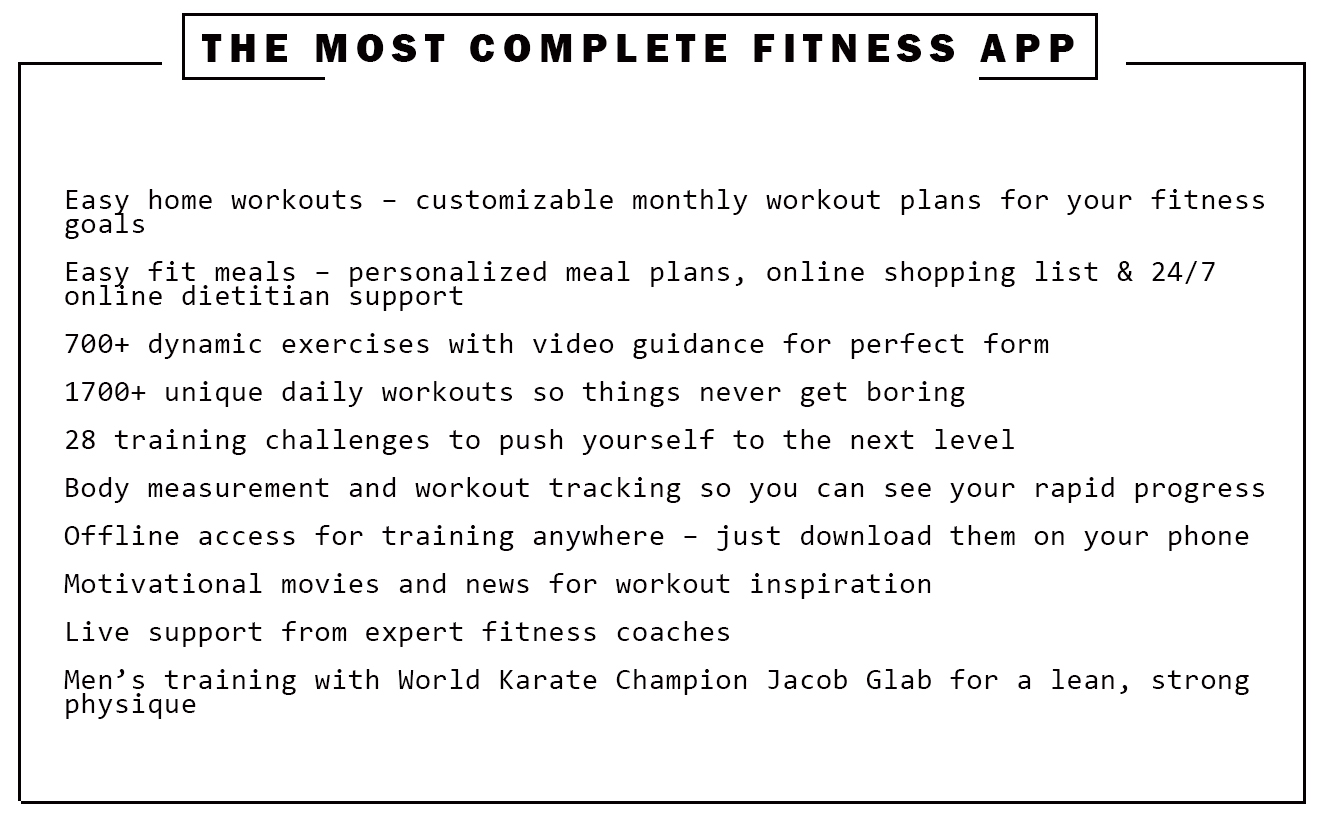 THE MOST COMPLETE FITNESS APP
Easy home workouts – customizable monthly workout plans for your fitness
goals
Easy fit meals – personalized meal plans, online shopping list & 24/7
online dietitian support
700+ dynamic exercises with video guidance for perfect form
1700+ unique daily workouts so things never get boring
28 training challenges to push yourself to the next level
Body measurement and workout tracking so you can see your rapid progress
Offline access for training anywhere – just download them on your phone
Motivational movies and news for workout inspiration
Live support from expert fitness coaches
Men’s training with World Karate Champion Jacob Glab for a lean, strong
physique